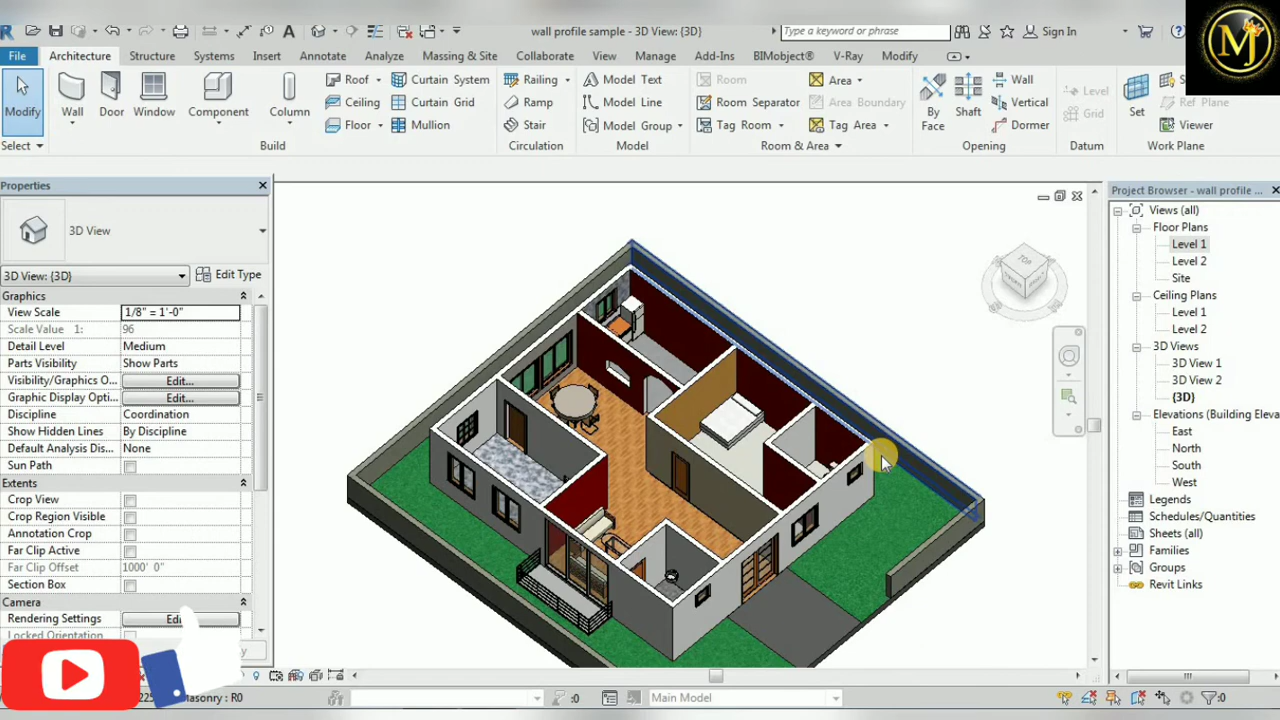 wall profile sample - 3D View: {3D}
Type a keyword or phrase
Sign In
File Architecture Structure Systems Insert Annotate Analyze Massing & Site Collaborate View Manage Add-Ins BIMobject® V-Ray Modify
Modify
Wall
Door
Window
Component
Column
Roof
Ceiling
Floor
Curtain System
Curtain Grid
Mullion
Railing
Ramp
Stair
Model Text
Model Line
Model Group
Room
Room Separator
Tag Room
Area
Area Boundary
Tag Area
By
Face
Shaft
Wall
Vertical
Dormer
Level
Grid
Set
Ref Plane
Viewer
Select
Build
Circulation
Model
Room & Area
Opening
Datum
Work Plane
MJ
Properties
3D View
3D View: {3D}
Edit Type
Graphics
View Scale 1/8" = 1'-0"
Scale Value 1: 96
Detail Level Medium
Parts Visibility Show Parts
Visibility/Graphics O... Edit...
Graphic Display Opti... Edit...
Discipline Coordination
Show Hidden Lines By Discipline
Default Analysis Dis... None
Sun Path
Extents
Crop View
Crop Region Visible
Annotation Crop
Far Clip Active
Far Clip Offset 1000' 0"
Section Box
Camera
Rendering Settings
Locked Orientation
TOP
Project Browser - wall profile ...
Views (all)
Floor Plans
Level 1
Level 2
Site
Ceiling Plans
Level 1
Level 2
3D Views
3D View 1
3D View 2
{3D}
Elevations (Building Eleva
East
North
South
West
Legends
Schedules/Quantities
Sheets (all)
Families
Groups
Revit Links
asonry : R0
:0
Main Model
:0